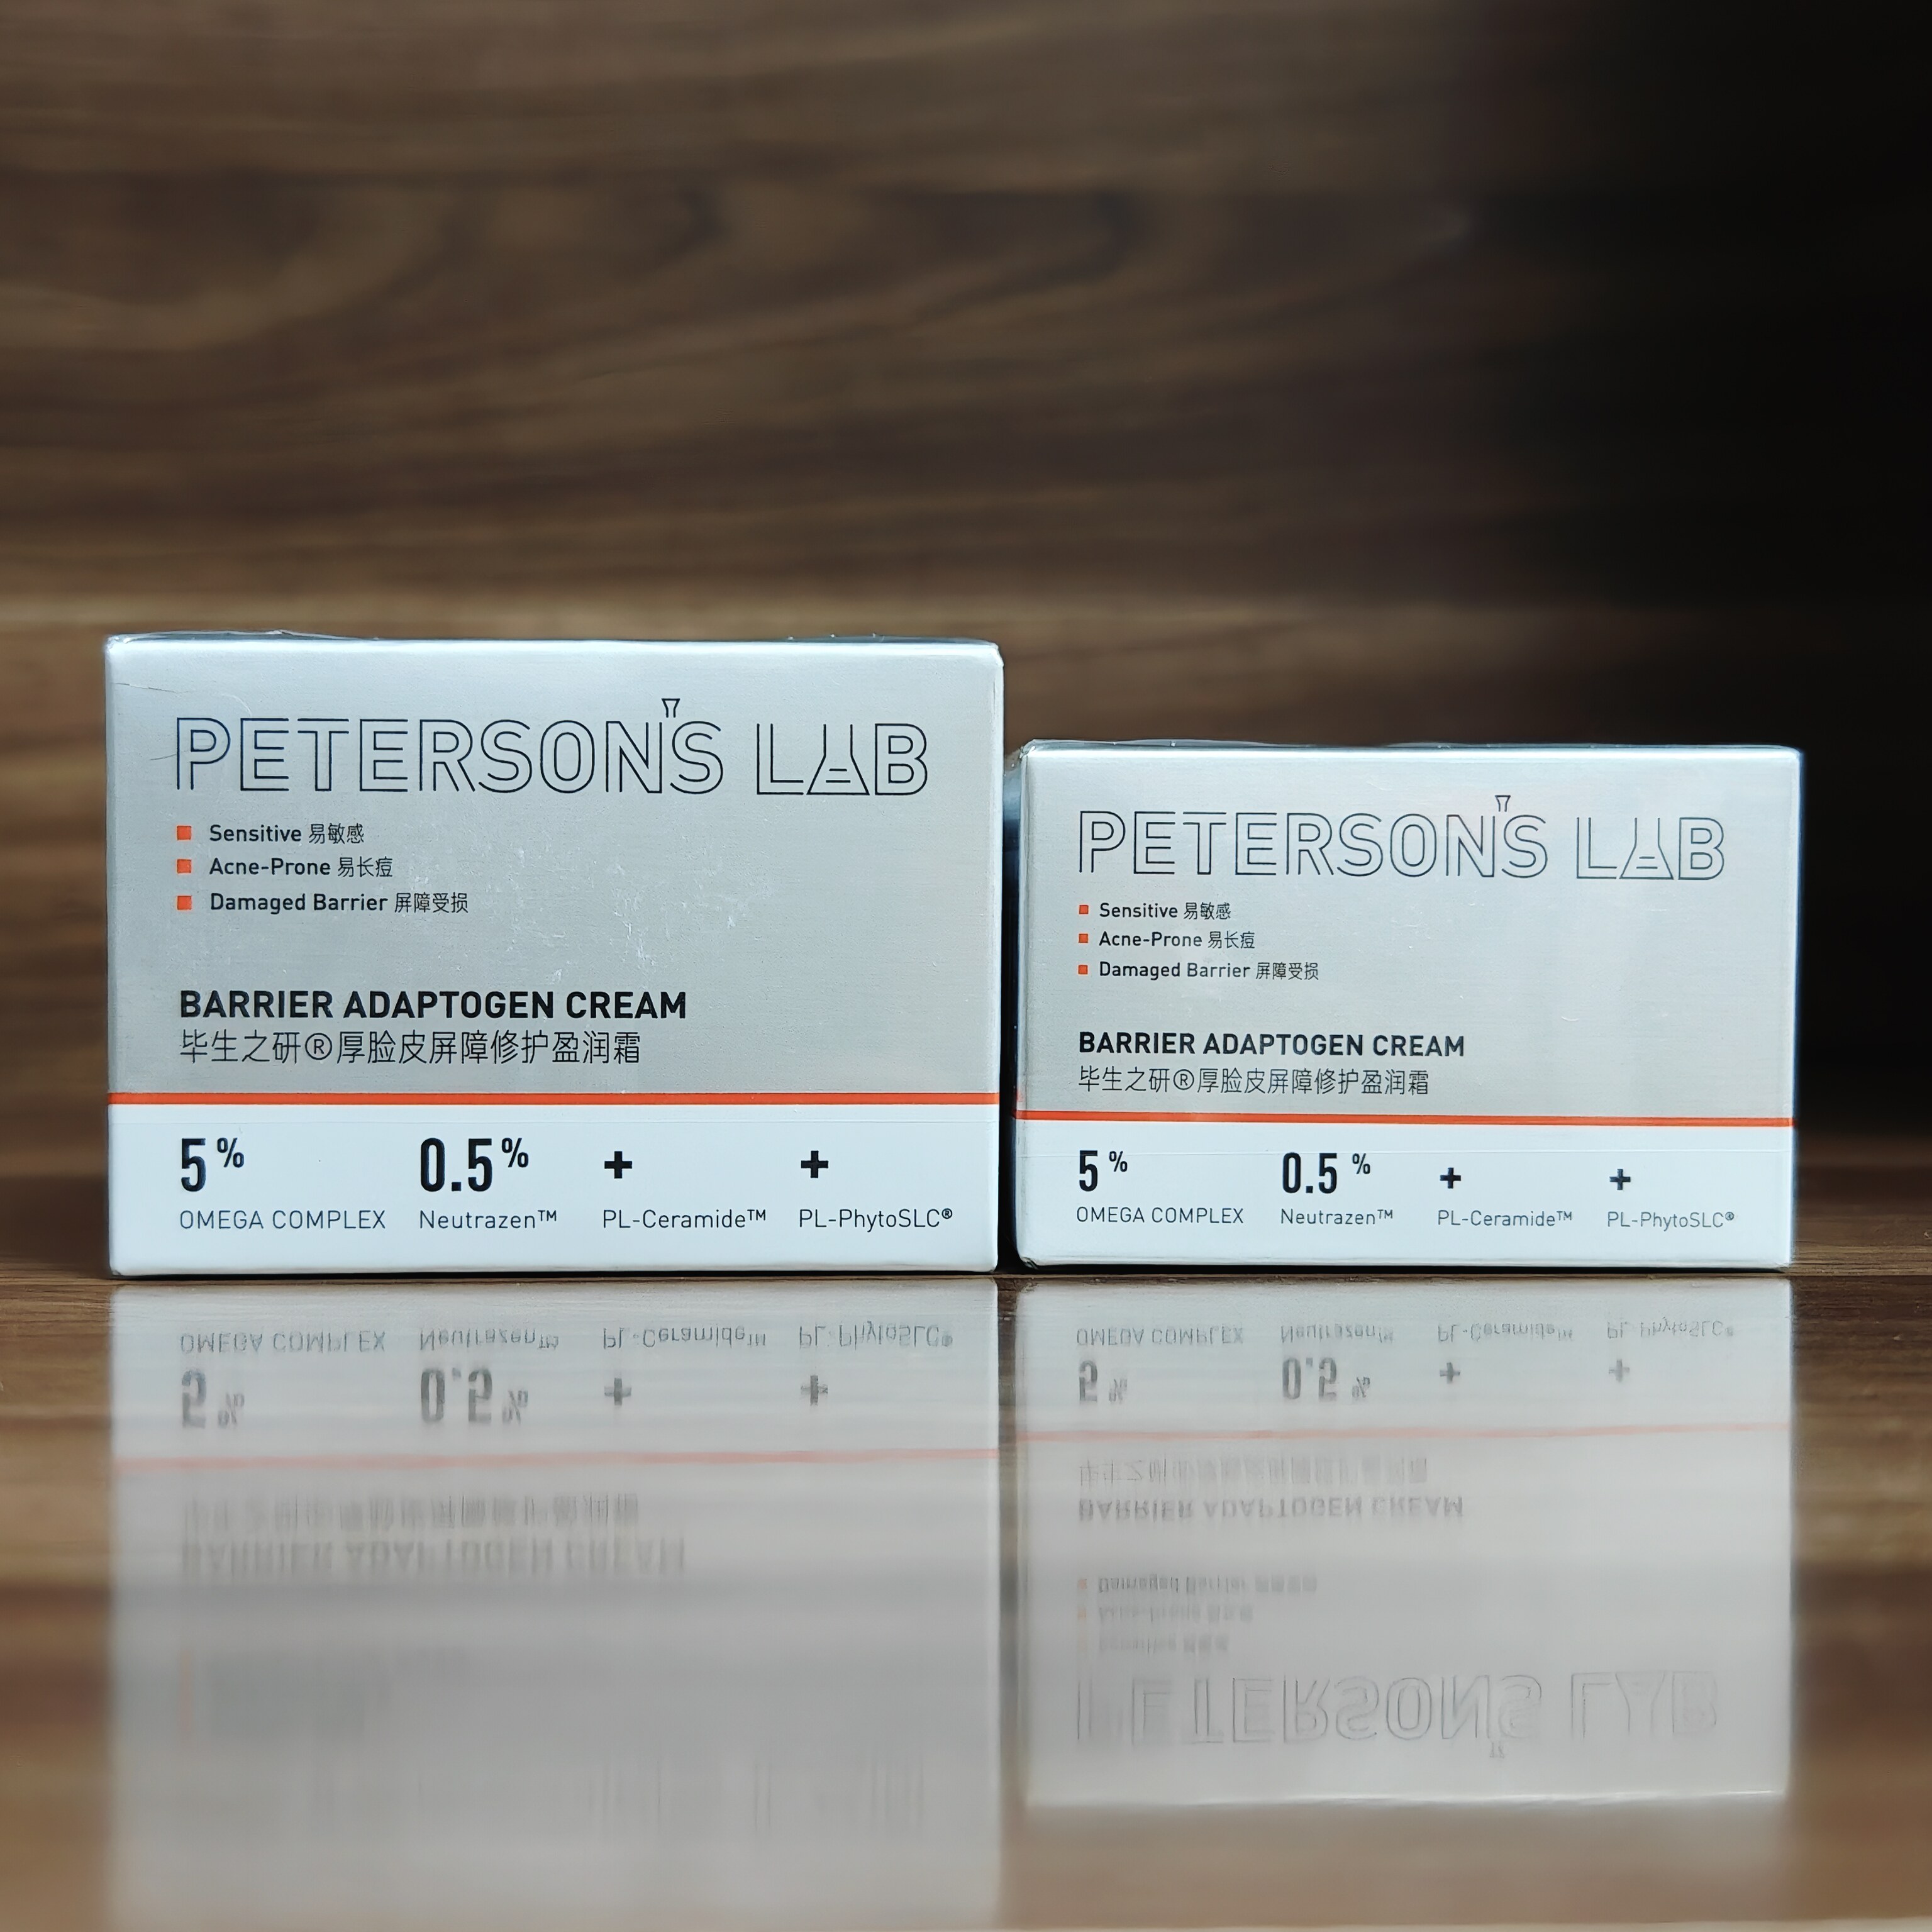 PETERSON'S LAB
Sensitive 易敏感
Acne-Prone 易长痘
Damaged Barrier 屏障受损
BARRIER ADAPTOGEN CREAM
毕生之研®厚脸皮屏障修护盈润霜
5% 0.5% + +
OMEGA COMPLEX Neutrazen™ PL-Ceramide™ PL-PhytoSLC®
PETERSON'S LAB
Sensitive 易敏感
Acne-Prone 易长痘
Damaged Barrier 屏障受损
BARRIER ADAPTOGEN CREAM
毕生之研®厚脸皮屏障修护盈润霜
5% 0.5% + +
OMEGA COMPLEX Neutrazen™ PL-Ceramide™ PL-PhytoSLC®